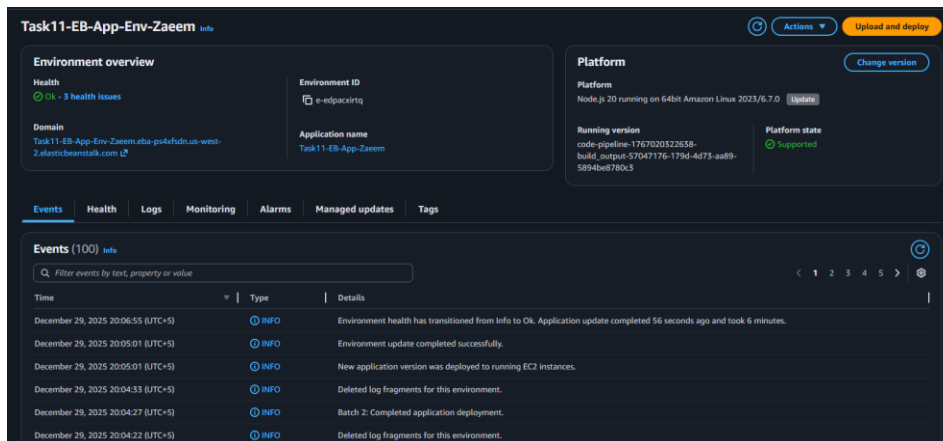 Task11-EB-App-Env-Zaeem Info
Actions
Upload and deploy
Environment overview
Health
Ok - 3 health issues
Environment ID
e-edpacxirtq
Domain
Task11-EB-App-Env-Zaeem.eba-ps4xfsdn.us-west-
2.elasticbeanstalk.com
Application name
Task11-EB-App-Zaeem
Platform
Change version
Platform
Node.js 20 running on 64bit Amazon Linux 2023/6.7.0 Update
Running version
code-pipeline-1767020322638-
build_output-57047176-179d-4d73-aa89-
5894be8780c3
Platform state
Supported
Events Health Logs Monitoring Alarms Managed updates Tags
Events (100) Info
Filter events by text, property or value
1 2 3 4 5
Time Type Details
December 29, 2025 20:06:55 (UTC+5) INFO Environment health has transitioned from Info to Ok. Application update completed 56 seconds ago and took 6 minutes.
December 29, 2025 20:05:01 (UTC+5) INFO Environment update completed successfully.
December 29, 2025 20:05:01 (UTC+5) INFO New application version was deployed to running EC2 instances.
December 29, 2025 20:04:33 (UTC+5) INFO Deleted log fragments for this environment.
December 29, 2025 20:04:27 (UTC+5) INFO Batch 2: Completed application deployment.
December 29, 2025 20:04:22 (UTC+5) INFO Deleted log fragments for this environment.